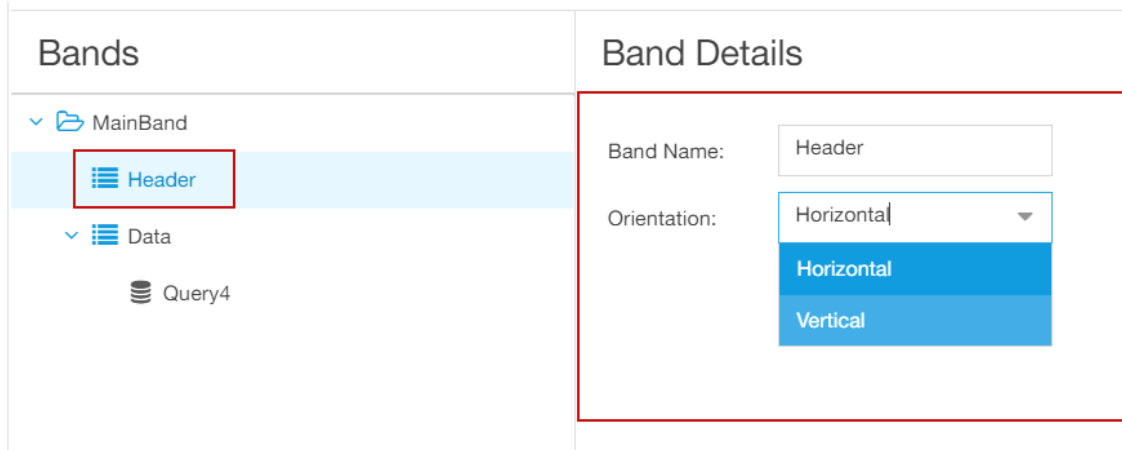 Bands
MainBand
Header
Data
Query4
Band Details
Band Name: Header
Orientation: Horizontal
Horizontal
Vertical